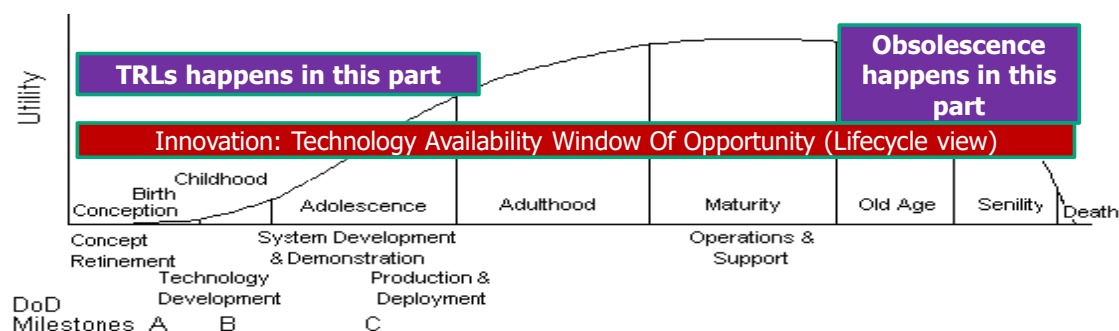 Utility
TRLs happens in this part
Obsolescence
happens in this
part
Innovation: Technology Availability Window Of Opportunity (Lifecycle view)
Conception
Birth
Childhood
Adolescence
Adulthood
Maturity
Old Age
Senility
Death
Concept
Refinement
Technology
Development
System Development
& Demonstration
Production &
Deployment
Operations &
Support
DoD
Milestones A B C